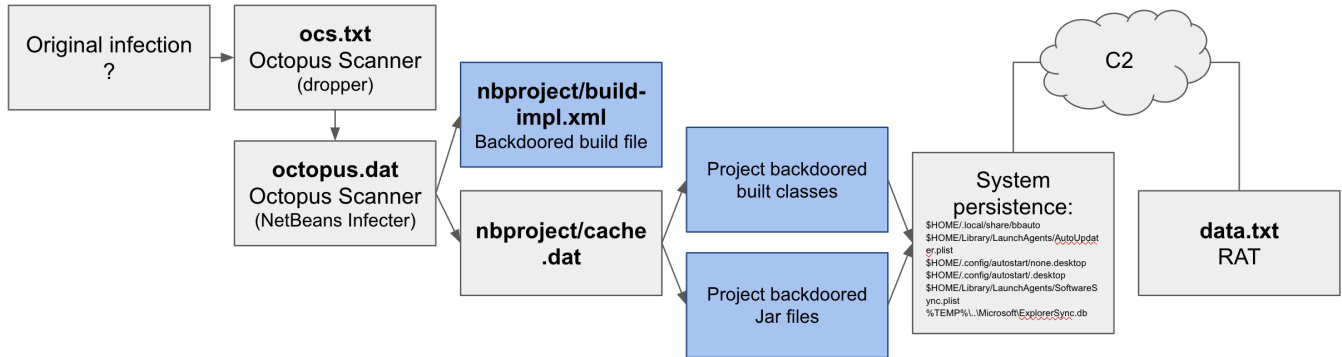 Original infection
?
ocs.txt
Octopus Scanner
(dropper)
octopus.dat
Octopus Scanner
(NetBeans Infecter)
nbproject/build-
impl.xml
Backdoored build file
nbproject/cache
.dat
Project backdoored
built classes
Project backdoored
Jar files
System
persistence:
$HOME/.local/share/bbauto
$HOME/Library/LaunchAgents/AutoUpdat
er.plist
$HOME/.config/autostart/none.desktop
$HOME/.config/autostart/.desktop
$HOME/Library/LaunchAgents/SoftwareS
ync.plist
%TEMP%\..\Microsoft\ExplorerSync.db
C2
data.txt
RAT